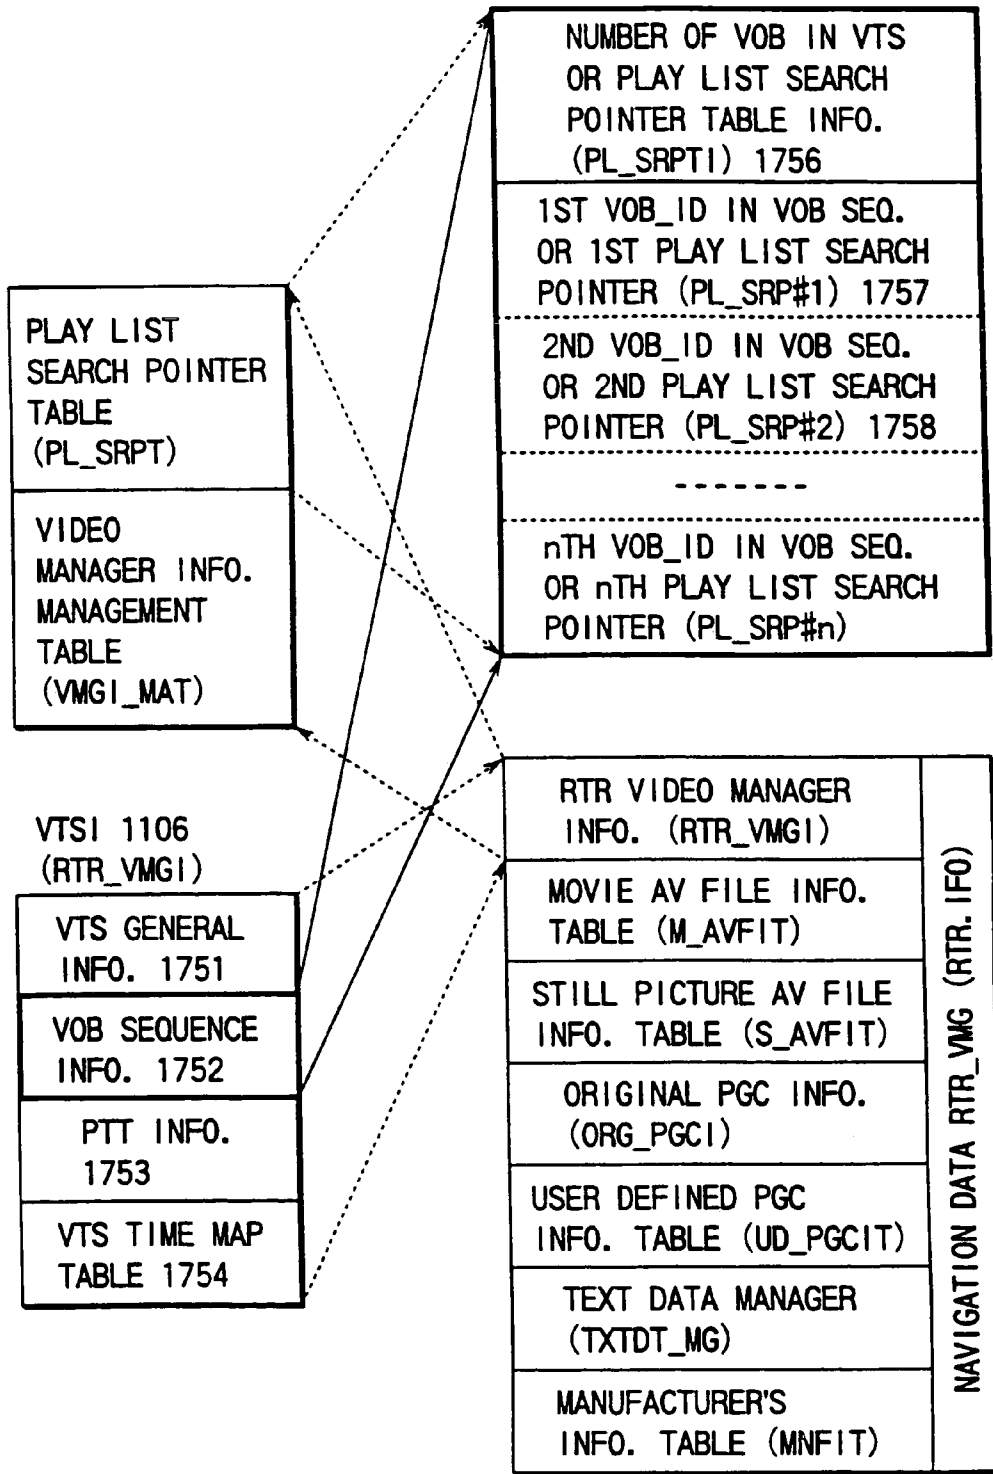 NUMBER OF VOB IN VTS
OR PLAY LIST SEARCH
POINTER TABLE INFO.
(PL_SRPTI) 1756
1ST VOB_ID IN VOB SEQ.
OR 1ST PLAY LIST SEARCH
POINTER (PL_SRP#1) 1757
2ND VOB_ID IN VOB SEQ.
OR 2ND PLAY LIST SEARCH
POINTER (PL_SRP#2) 1758
-------
nTH VOB_ID IN VOB SEQ.
OR nTH PLAY LIST SEARCH
POINTER (PL_SRP#n)
PLAY LIST
SEARCH POINTER
TABLE
(PL_SRPT)
VIDEO
MANAGER INFO.
MANAGEMENT
TABLE
(VMGI_MAT)
VTSI 1106
(RTR_VMGI)
VTS GENERAL
INFO. 1751
VOB SEQUENCE
INFO. 1752
PTT INFO.
1753
VTS TIME MAP
TABLE 1754
RTR VIDEO MANAGER
INFO. (RTR_VMGI)
MOVIE AV FILE INFO.
TABLE (M_AVFIT)
STILL PICTURE AV FILE
INFO. TABLE (S_AVFIT)
ORIGINAL PGC INFO.
(ORG_PGCI)
USER DEFINED PGC
INFO. TABLE (UD_PGCIT)
TEXT DATA MANAGER
(TXTDT_MG)
MANUFACTURER'S
INFO. TABLE (MNFIT)
NAVIGATION DATA RTR_VMG (RTR.IFO)